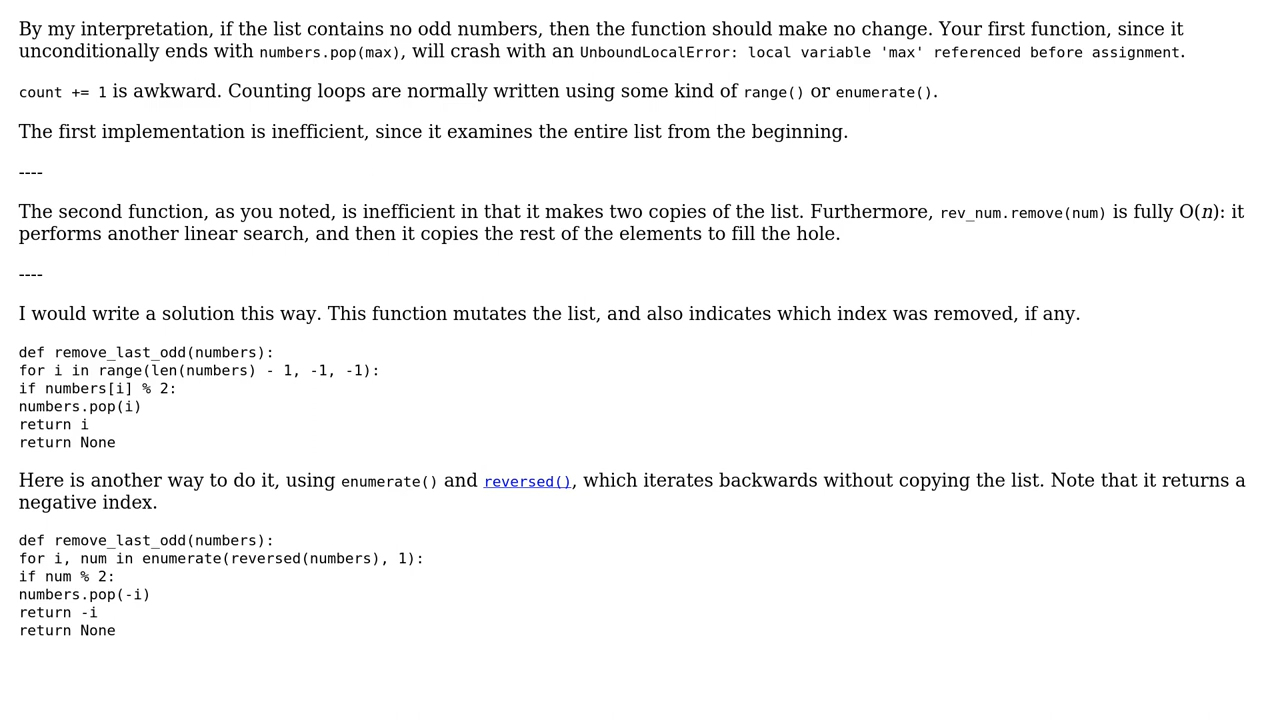 By my interpretation, if the list contains no odd numbers, then the function should make no change. Your first function, since it
unconditionally ends with numbers.pop(max), will crash with an UnboundLocalError: local variable 'max' referenced before assignment.
count += 1 is awkward. Counting loops are normally written using some kind of range() or enumerate().
The first implementation is inefficient, since it examines the entire list from the beginning.
----
The second function, as you noted, is inefficient in that it makes two copies of the list. Furthermore, rev_num.remove(num) is fully O(n): it
performs another linear search, and then it copies the rest of the elements to fill the hole.
----
I would write a solution this way. This function mutates the list, and also indicates which index was removed, if any.
def remove_last_odd(numbers):
for i in range(len(numbers) - 1, -1, -1):
if numbers[i] % 2:
numbers.pop(i)
return i
return None
Here is another way to do it, using enumerate() and reversed(), which iterates backwards without copying the list. Note that it returns a
negative index.
def remove_last_odd(numbers):
for i, num in enumerate(reversed(numbers), 1):
if num % 2:
numbers.pop(-i)
return -i
return None